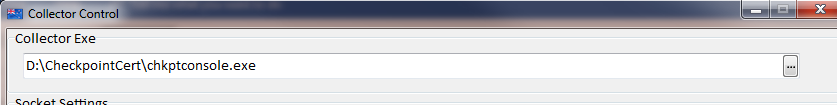 Collector Control
Collector Exe
D:\CheckpointCert\chkptconsole.exe
...
Socket Settings